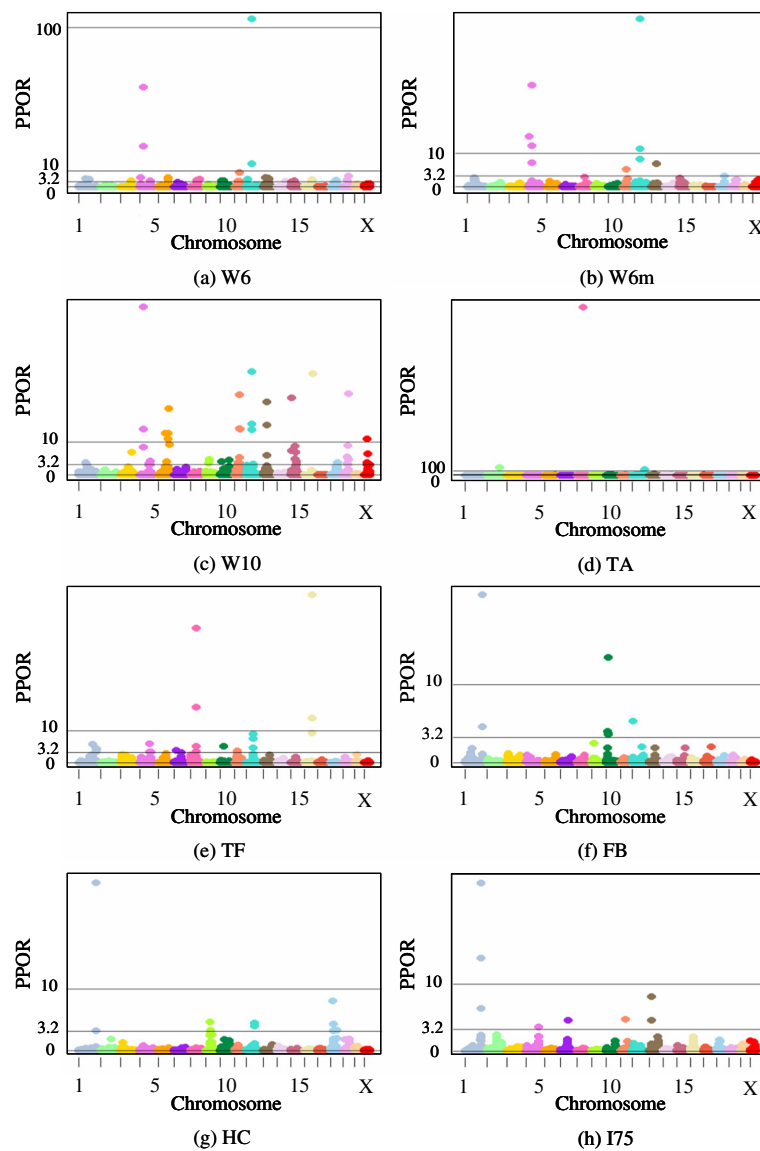 100
10
3.2
0
PPOR
1 5 10 15 X
Chromosome
(a) W6
10
3.2
0
PPOR
1 5 10 15 X
Chromosome
(b) W6m
10
3.2
0
PPOR
1 5 10 15 X
Chromosome
(c) W10
100
0
PPOR
1 5 10 15 X
Chromosome
(d) TA
10
3.2
0
PPOR
1 5 10 15 X
Chromosome
(e) TF
10
3.2
0
PPOR
1 5 10 15 X
Chromosome
(f) FB
10
3.2
0
PPOR
1 5 10 15 X
Chromosome
(g) HC
10
3.2
0
PPOR
1 5 10 15 X
Chromosome
(h) I75